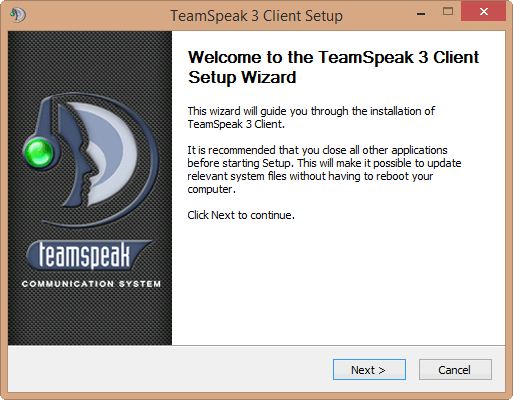 TeamSpeak 3 Client Setup
Welcome to the TeamSpeak 3 Client
Setup Wizard
This wizard will guide you through the installation of
TeamSpeak 3 Client.
It is recommended that you close all other applications
before starting Setup. This will make it possible to update
relevant system files without having to reboot your
computer.
Click Next to continue.
teamspeak
COMMUNICATION SYSTEM
Next >
Cancel